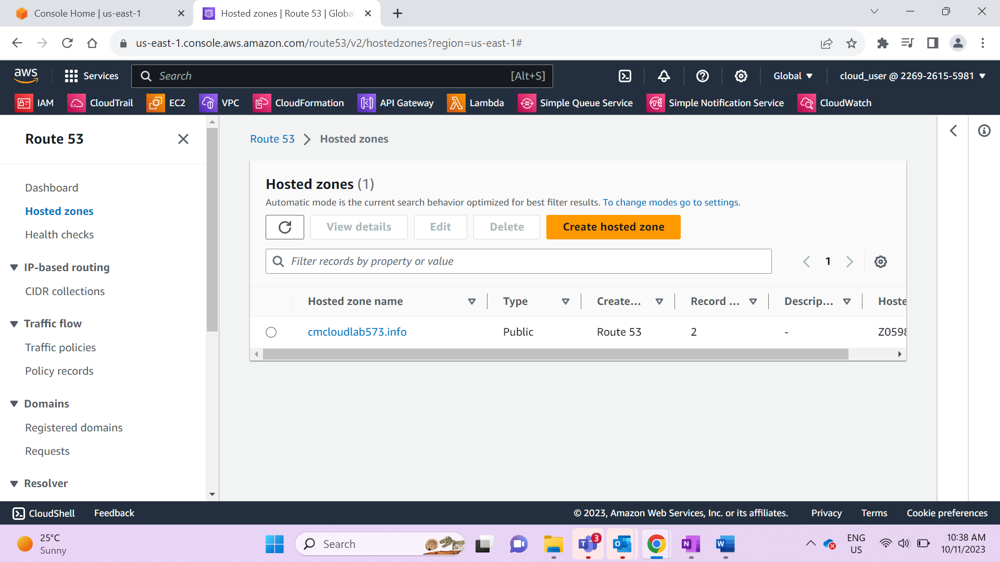 Console Home | us-east-1
Hosted zones | Route 53 | Globa
us-east-1.console.aws.amazon.com/route53/v2/hostedzones?region=us-east-1#
aws
Services
Search
[Alt+S]
Global
cloud_user @ 2269-2615-5981
IAM
CloudTrail
EC2
VPC
CloudFormation
API Gateway
Lambda
Simple Queue Service
Simple Notification Service
CloudWatch
Route 53
Dashboard
Hosted zones
Health checks
IP-based routing
CIDR collections
Traffic flow
Traffic policies
Policy records
Domains
Registered domains
Requests
Resolver
Route 53 > Hosted zones
Hosted zones (1)
Automatic mode is the current search behavior optimized for best filter results. To change modes go to settings.
View details
Edit
Delete
Create hosted zone
Filter records by property or value
1
Hosted zone name
Type
Create...
Record ...
Descrip...
Hoste
cmcloudlab573.info
Public
Route 53
2
-
Z0598
CloudShell
Feedback
© 2023, Amazon Web Services, Inc. or its affiliates.
Privacy
Terms
Cookie preferences
25°C
Sunny
Search
3
ENG
US
10:38 AM
10/11/2023